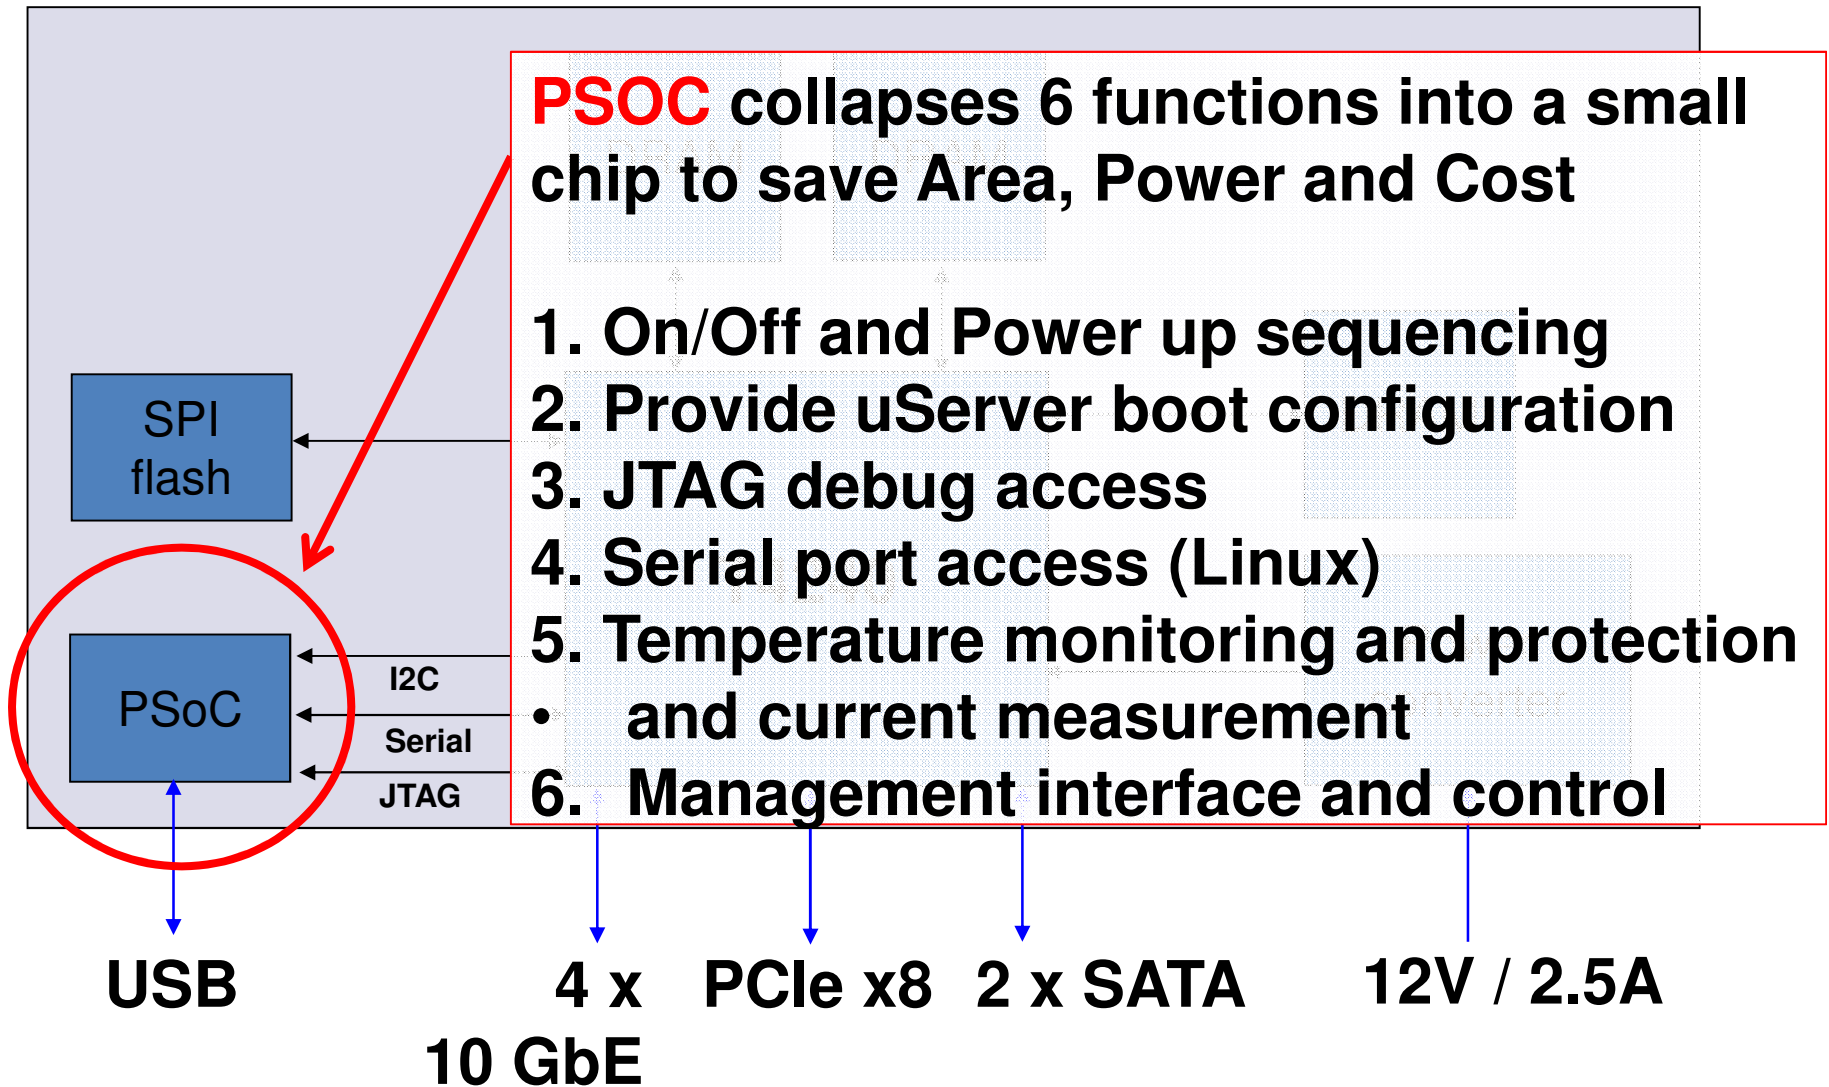 PSOC collapses 6 functions into a small
chip to save Area, Power and Cost
1. On/Off and Power up sequencing
2. Provide uServer boot configuration
3. JTAG debug access
4. Serial port access (Linux)
5. Temperature monitoring and protection
• and current measurement
6. Management interface and control
SPI
flash
PSoC
I2C
Serial
JTAG
DRAM
converter
USB
4 x
10 GbE
PCIe x8
2 x SATA
12V / 2.5A